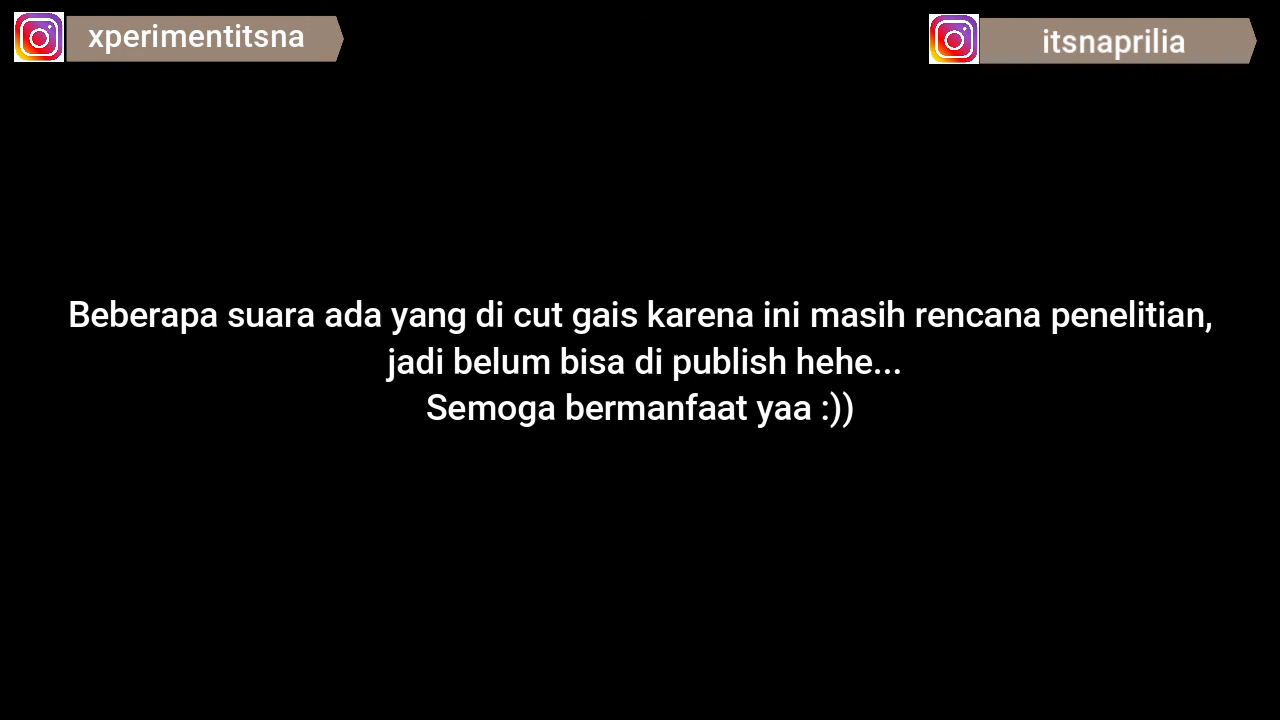 xperimentitsna
itsnaprilia
Beberapa suara ada yang di cut gais karena ini masih rencana penelitian,
jadi belum bisa di publish hehe...
Semoga bermanfaat yaa :))